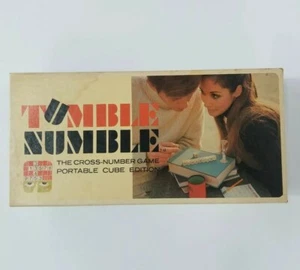 TUMBLE
NUMBLE
THE CROSS-NUMBER GAME
PORTABLE CUBE EDITION